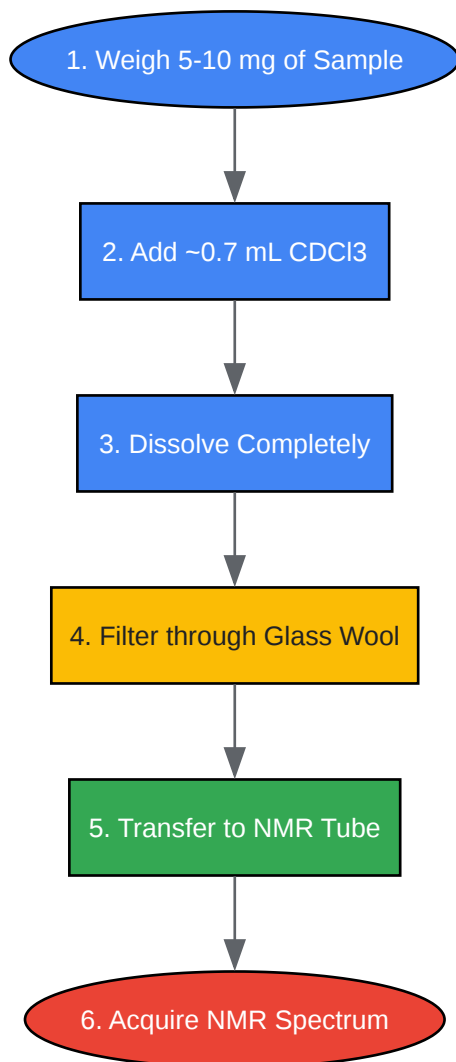 1. Weigh 5-10 mg of Sample
2. Add ~0.7 mL CDCl3
3. Dissolve Completely
4. Filter through Glass Wool
5. Transfer to NMR Tube
6. Acquire NMR Spectrum